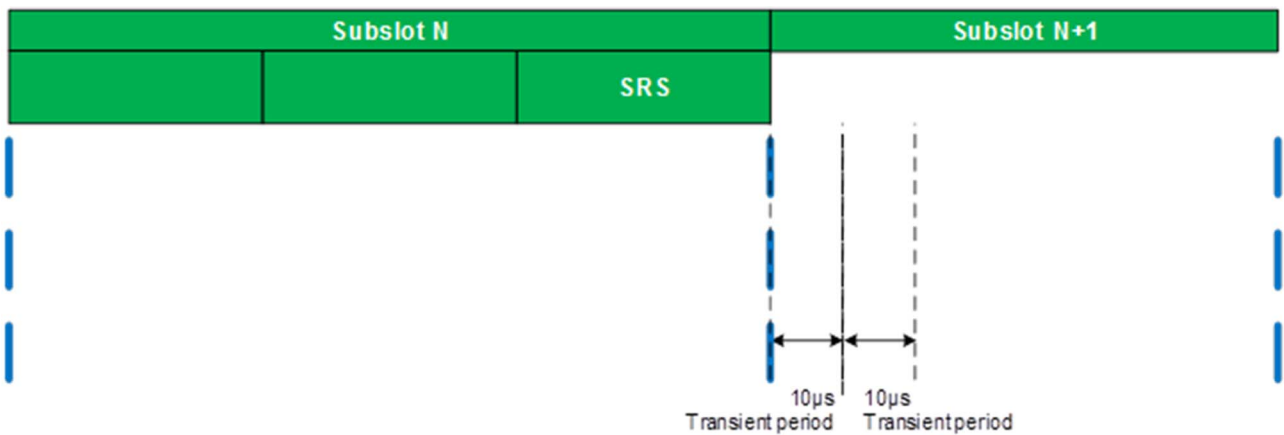 Subslot N
Subslot N+1
SRS
10µs
10µs
Transient period
Transient period